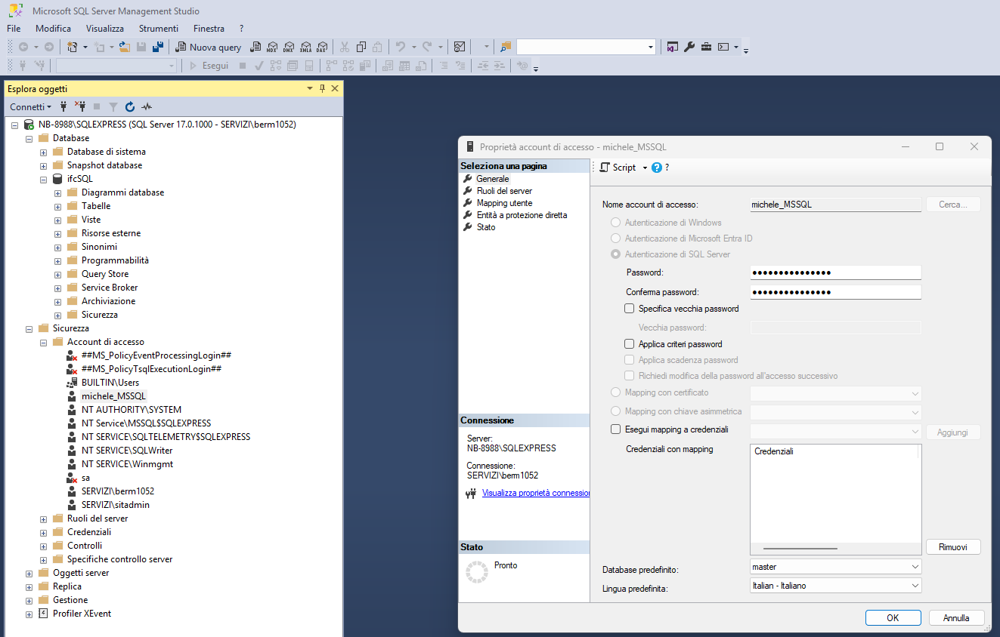 Microsoft SQL Server Management Studio
File Modifica Visualizza Strumenti Finestra ?
Nuova query MDX DMX XMLA DAX
Esegui
Esplora oggetti
Connetti
NB-8988\SQLEXPRESS (SQL Server 17.0.1000 - SERVIZI\berm1052)
Database
Database di sistema
Snapshot database
ifcSQL
Diagrammi database
Tabelle
Viste
Risorse esterne
Sinonimi
Programmabilità
Query Store
Service Broker
Archiviazione
Sicurezza
Sicurezza
Account di accesso
##MS_PolicyEventProcessingLogin##
##MS_PolicyTsqlExecutionLogin##
BUILTIN\Users
michele_MSSQL
NT AUTHORITY\SYSTEM
NT Service\MSSQL$SQLEXPRESS
NT SERVICE\SQLTELEMETRY$SQLEXPRESS
NT SERVICE\SQLWriter
NT SERVICE\Winmgmt
sa
SERVIZI\berm1052
SERVIZI\sitadmin
Ruoli del server
Credenziali
Controlli
Specifiche controllo server
Oggetti server
Replica
Gestione
Profiler XEvent
Proprietà account di accesso - michele_MSSQL
Seleziona una pagina
Generale
Ruoli del server
Mapping utente
Entità a protezione diretta
Stato
Connessione
Server:
NB-8988\SQLEXPRESS
Connessione:
SERVIZI\berm1052
Visualizza proprietà connession
Stato
Pronto
Script ? ?
Nome account di accesso: michele_MSSQL Cerca...
Autenticazione di Windows
Autenticazione di Microsoft Entra ID
Autenticazione di SQL Server
Password: ●●●●●●●●●●●●●●●
Conferma password: ●●●●●●●●●●●●●●●
Specifica vecchia password
Vecchia password:
Applica criteri password
Applica scadenza password
Richiedi modifica della password all'accesso successivo
Mapping con certificato
Mapping con chiave asimmetrica
Esegui mapping a credenziali Aggiungi
Credenziali con mapping Credenziali
Rimuovi
Database predefinito: master
Lingua predefinita: Italian - Italiano
OK Annulla